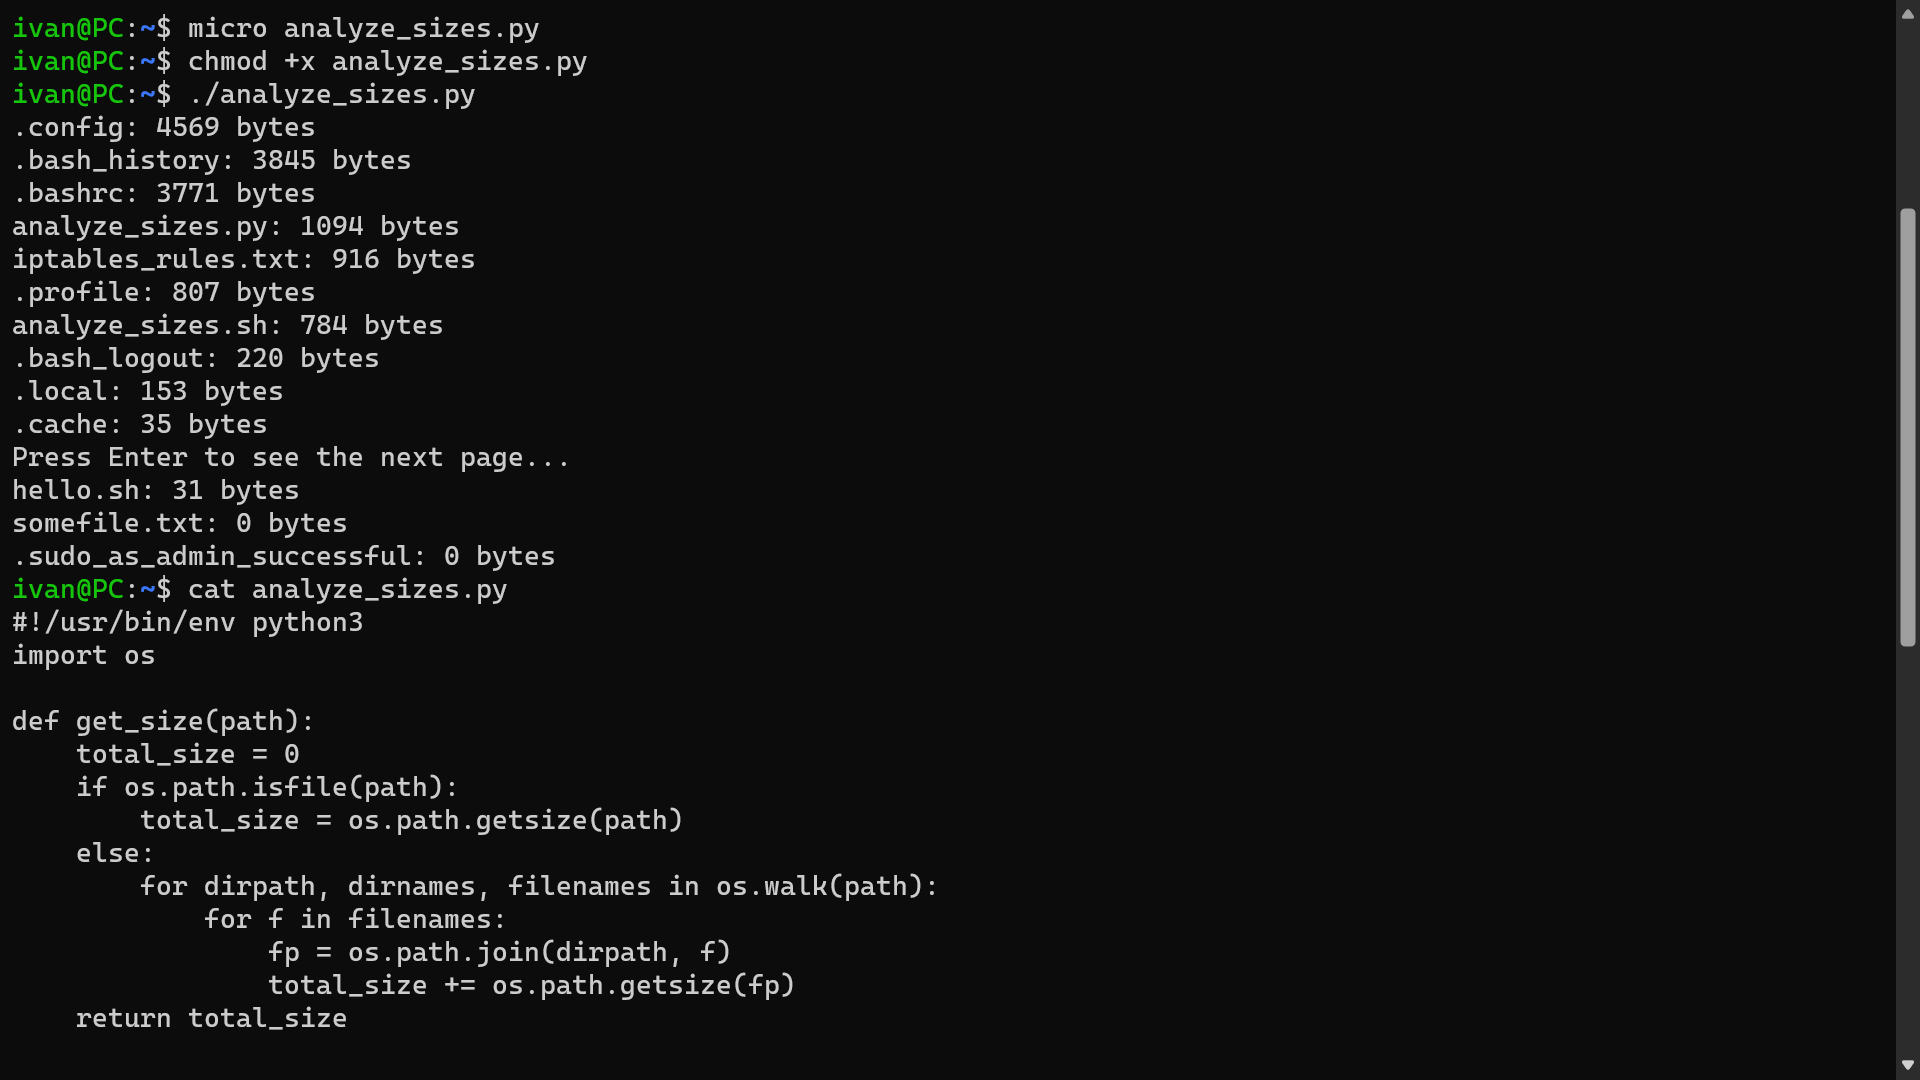 ivan@PC:~$ micro analyze_sizes.py
ivan@PC:~$ chmod +x analyze_sizes.py
ivan@PC:~$ ./analyze_sizes.py
.config: 4569 bytes
.bash_history: 3845 bytes
.bashrc: 3771 bytes
analyze_sizes.py: 1094 bytes
iptables_rules.txt: 916 bytes
.profile: 807 bytes
analyze_sizes.sh: 784 bytes
.bash_logout: 220 bytes
.local: 153 bytes
.cache: 35 bytes
Press Enter to see the next page...
hello.sh: 31 bytes
somefile.txt: 0 bytes
.sudo_as_admin_successful: 0 bytes
ivan@PC:~$ cat analyze_sizes.py
#!/usr/bin/env python3
import os

def get_size(path):
    total_size = 0
    if os.path.isfile(path):
        total_size = os.path.getsize(path)
    else:
        for dirpath, dirnames, filenames in os.walk(path):
            for f in filenames:
                fp = os.path.join(dirpath, f)
                total_size += os.path.getsize(fp)
    return total_size